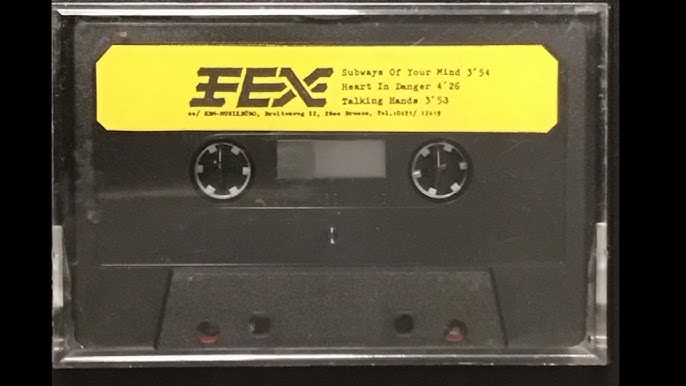 FEX
Subways Of Your Mind 3'54
Heart In Danger 4'26
Talking Hands 3'53